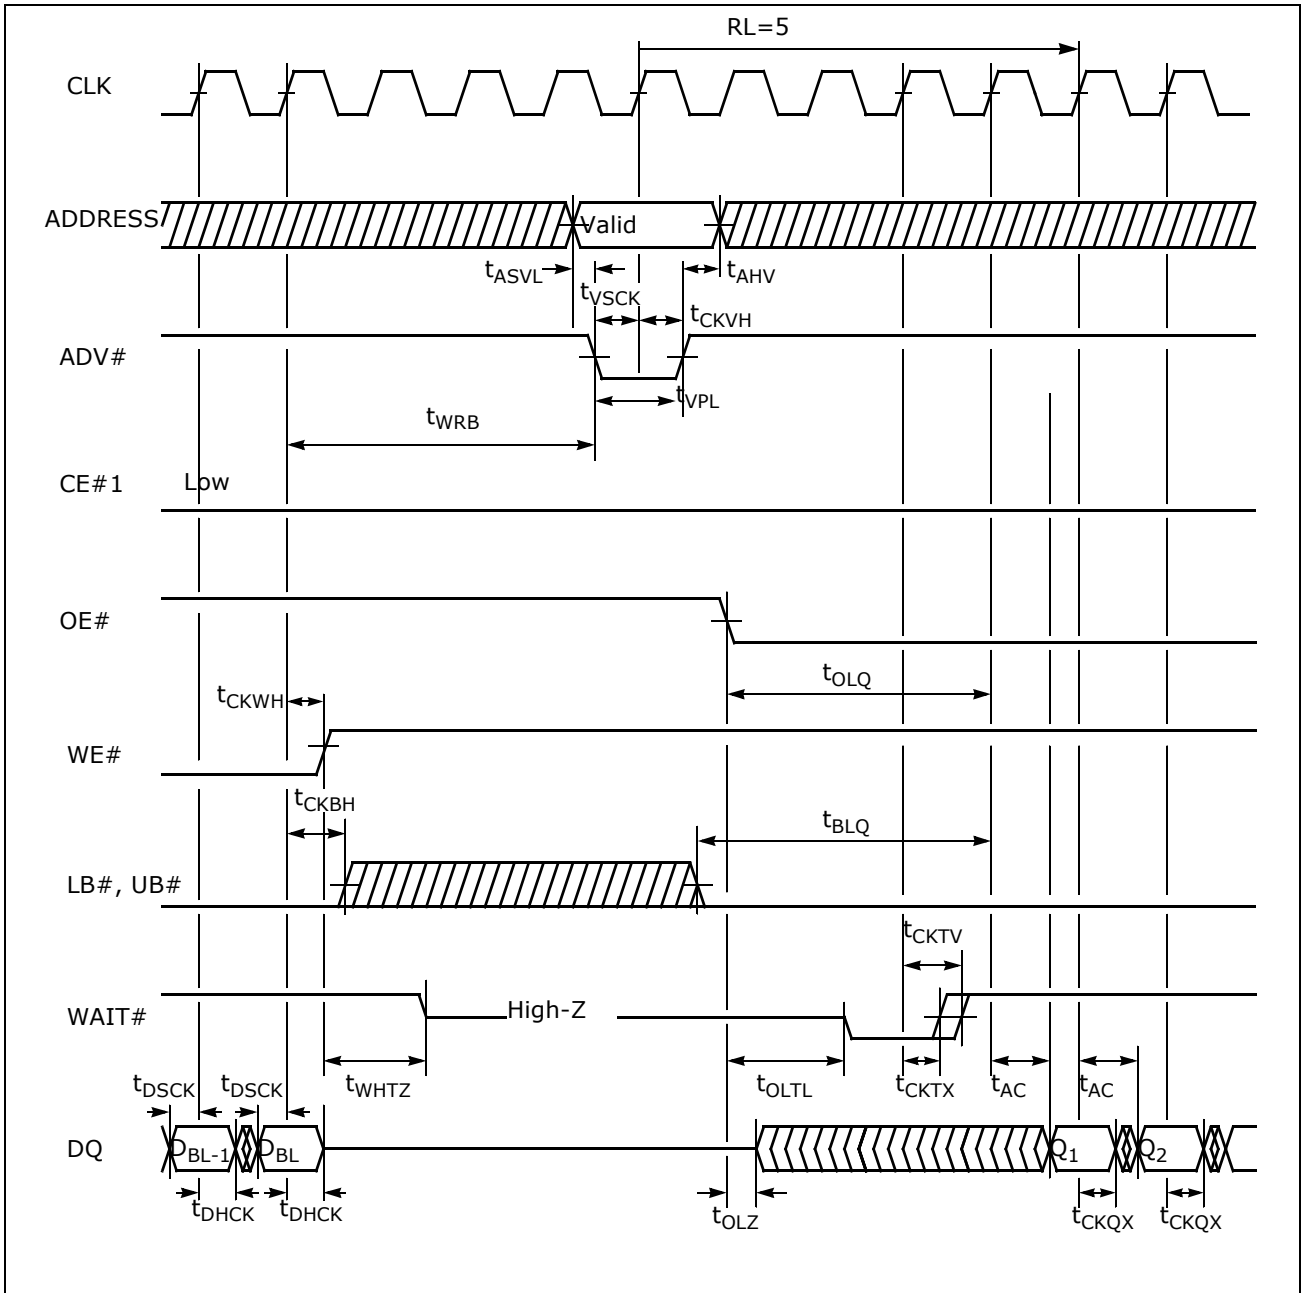 RL=5
CLK
ADDRESS
Valid
tASVL
tAHV
tVSCK
tCKVH
ADV#
tVPL
tWRB
CE#1
Low
OE#
tOLQ
tCKWH
WE#
tCKBH
tBLQ
LB#, UB#
tCKTV
WAIT#
High-Z
tDSCK
tDSCK
tWHTZ
tOLTL
tCKTX
tAC
tAC
DQ
DBL-1
DBL
Q1
Q2
tDHCK
tDHCK
tOLZ
tCKQX
tCKQX